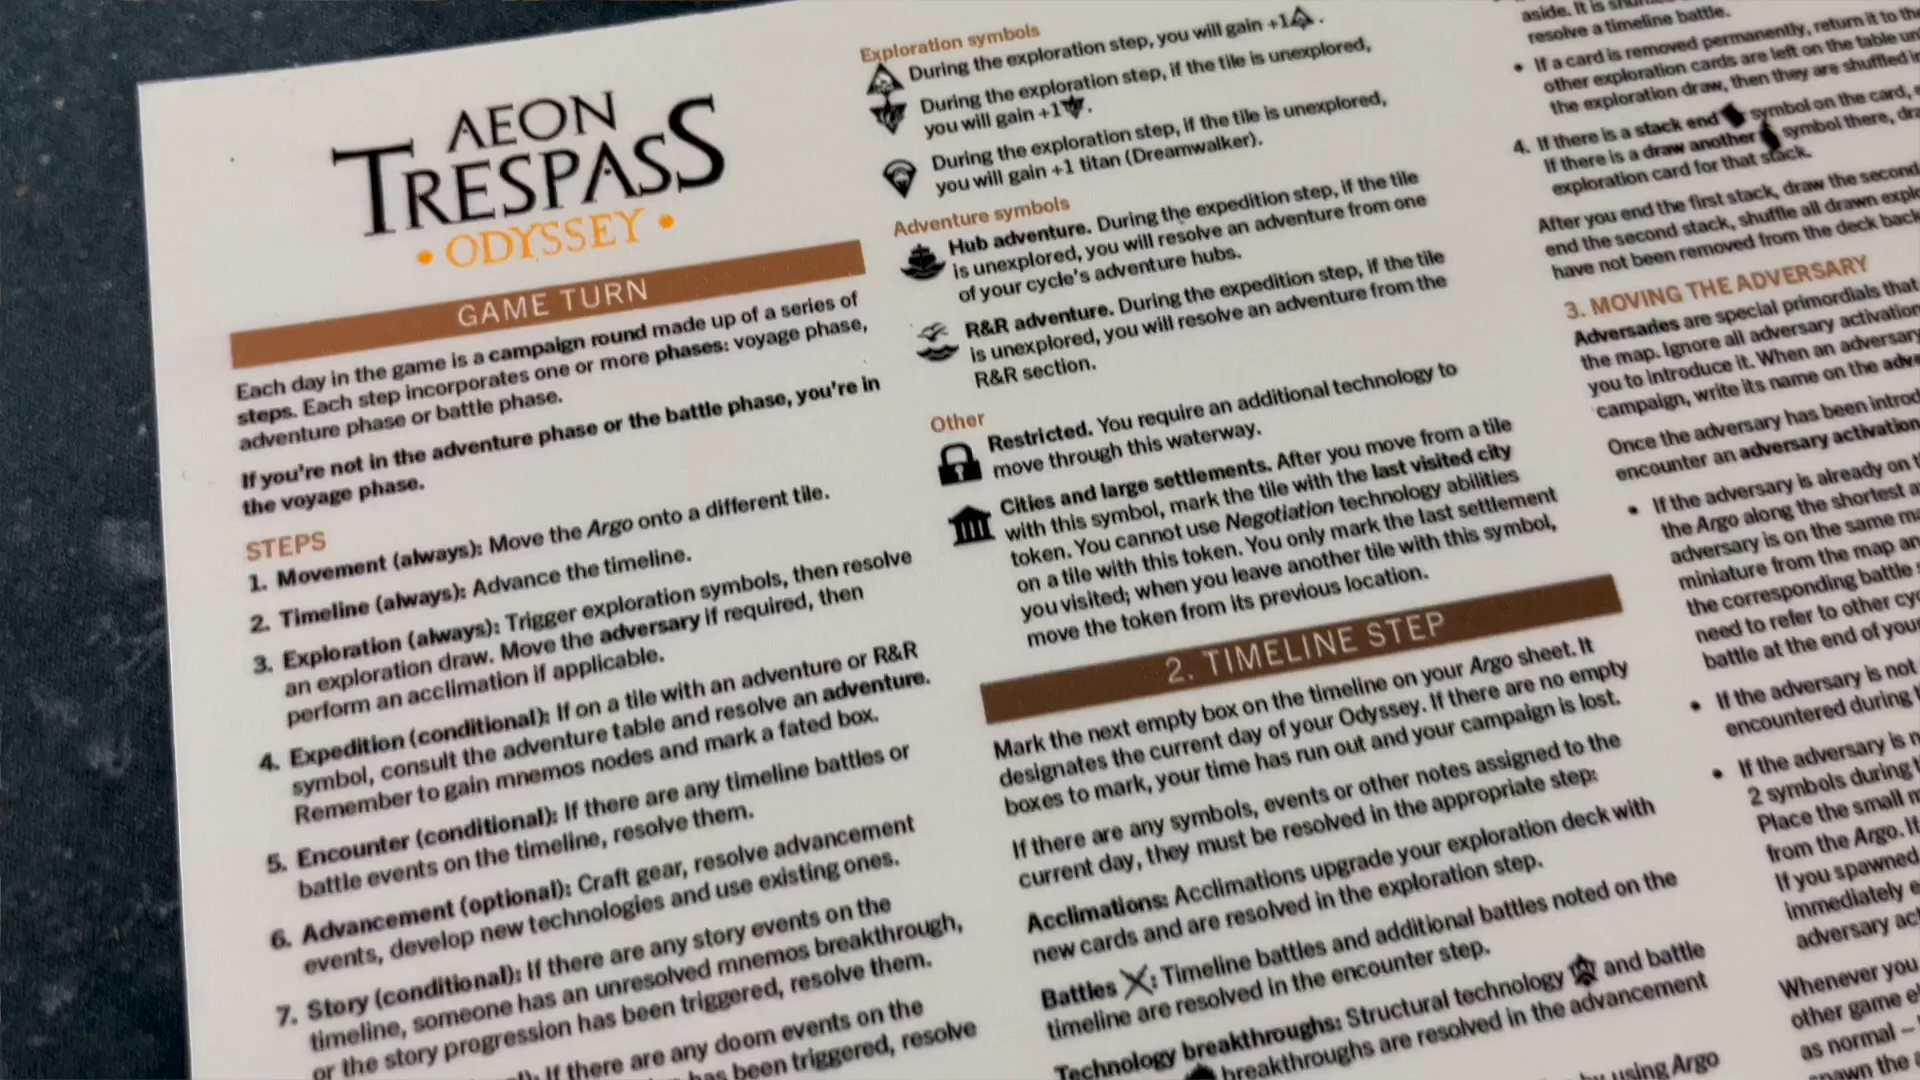 AEON
TRESPASS
• ODYSSEY •
GAME TURN
Each day in the game is a campaign round made up of a series of
steps. Each step incorporates one or more phases: voyage phase,
adventure phase or battle phase.
If you're not in the adventure phase or the battle phase, you're in
the voyage phase.
STEPS
1. Movement (always): Move the Argo onto a different tile.
2. Timeline (always): Advance the timeline.
3. Exploration (always): Trigger exploration symbols, then resolve
an exploration draw. Move the adversary if required, then
perform an acclimation if applicable.
4. Expedition (conditional): If on a tile with an adventure or R&R
symbol, consult the adventure table and resolve an adventure.
Remember to gain mnemos nodes and mark a fated box.
5. Encounter (conditional): If there are any timeline battles or
battle events on the timeline, resolve them.
6. Advancement (optional): Craft gear, resolve advancement
events, develop new technologies and use existing ones.
7. Story (conditional): If there are any story events on the
timeline, someone has an unresolved mnemos breakthrough,
or the story progression has been triggered, resolve them.
If there are any doom events on the
been triggered, resolve
Exploration symbols
During the exploration step, you will gain +1.
During the exploration step, if the tile is unexplored,
you will gain +1.
During the exploration step, if the tile is unexplored,
you will gain +1 titan (Dreamwalker).
Adventure symbols
Hub adventure. During the expedition step, if the tile
is unexplored, you will resolve an adventure from one
of your cycle's adventure hubs.
R&R adventure. During the expedition step, if the tile
is unexplored, you will resolve an adventure from the
R&R section.
Other
Restricted. You require an additional technology to
move through this waterway.
Cities and large settlements. After you move from a tile
with this symbol, mark the tile with the last visited city
token. You cannot use Negotiation technology abilities
on a tile with this token. You only mark the last settlement
you visited; when you leave another tile with this symbol,
move the token from its previous location.
2. TIMELINE STEP
Mark the next empty box on the timeline on your Argo sheet. It
designates the current day of your Odyssey. If there are no empty
boxes to mark, your time has run out and your campaign is lost.
If there are any symbols, events or other notes assigned to the
current day, they must be resolved in the appropriate step:
Acclimations: Acclimations upgrade your exploration deck with
new cards and are resolved in the exploration step.
Battles: Timeline battles and additional battles noted on the
timeline are resolved in the encounter step.
Technology breakthroughs: Structural technology and battle
breakthroughs are resolved in the advancement
using Argo
aside. It is
resolve a timeline battle.
• If a card is removed permanently, return it to the
other exploration cards are left on the table
the exploration draw, then they are shuffled
4. If there is a stack end symbol on the card,
If there is a draw another symbol there,
exploration card for that stack.
After you end the first stack, draw the second
end the second stack, shuffle all drawn
have not been removed from the deck back
3. MOVING THE ADVERSARY
Adversaries are special primordials that
the map. Ignore all adversary
you to introduce it. When an adversary
campaign, write its name on the
Once the adversary has been
encounter an adversary activation
• If the adversary is already on
the Argo along the shortest
adversary is on the same
miniature from the map
the corresponding battle
need to refer to other
battle at the end of your
• If the adversary is not
encountered during
• If the adversary is
2 symbols during
Place the small
from the Argo. If
If you spawned
immediately
adversary
Whenever you
other game
as normal –
spawn the